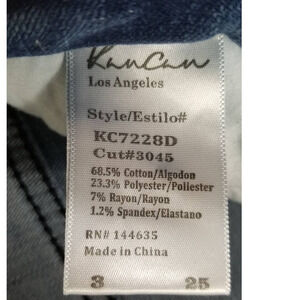 KanCan
Los Angeles
Style/Estilo#
KC7228D
Cut#3045
68.5% Cotton/Algodon
23.3% Polyester/Poliester
7% Rayon/Rayon
1.2% Spandex/Elastano
RN# 144635
Made in China
3 25